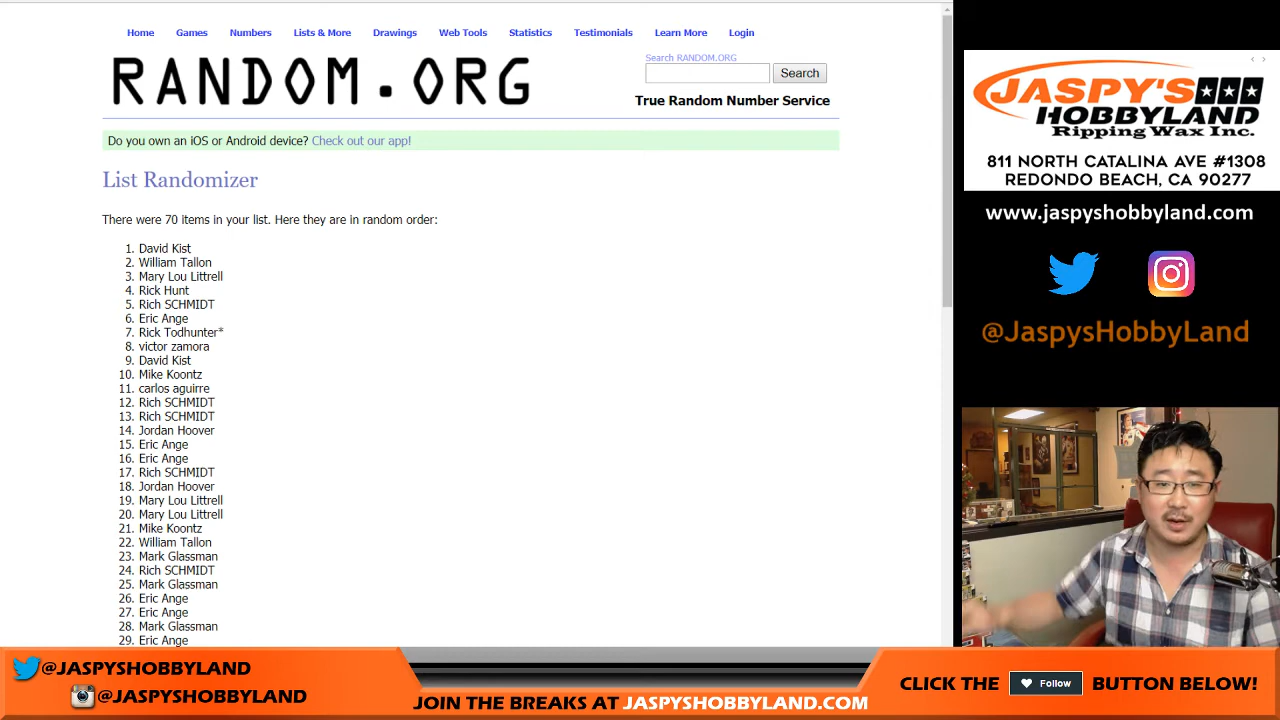 Home Games Numbers Lists & More Drawings Web Tools Statistics Testimonials Learn More Login
RANDOM.ORG
Search RANDOM.ORG
Search
True Random Number Service
Do you own an iOS or Android device? Check out our app!
List Randomizer
There were 70 items in your list. Here they are in random order:
1. David Kist
2. William Tallon
3. Mary Lou Littrell
4. Rick Hunt
5. Rich SCHMIDT
6. Eric Ange
7. Rick Todhunter*
8. victor zamora
9. David Kist
10. Mike Koontz
11. carlos aguirre
12. Rich SCHMIDT
13. Rich SCHMIDT
14. Jordan Hoover
15. Eric Ange
16. Eric Ange
17. Rich SCHMIDT
18. Jordan Hoover
19. Mary Lou Littrell
20. Mary Lou Littrell
21. Mike Koontz
22. William Tallon
23. Mark Glassman
24. Rich SCHMIDT
25. Mark Glassman
26. Eric Ange
27. Eric Ange
28. Mark Glassman
29. Eric Ange
JASPY'S
HOBBYLAND
Ripping Wax Inc.
811 NORTH CATALINA AVE #1308
REDONDO BEACH, CA 90277
www.jaspyshobbyland.com
@JaspysHobbyLand
@JASPYSHOBBYLAND
@JASPYSHOBBYLAND
JOIN THE BREAKS AT JASPYSHOBBYLAND.COM
CLICK THE Follow BUTTON BELOW!